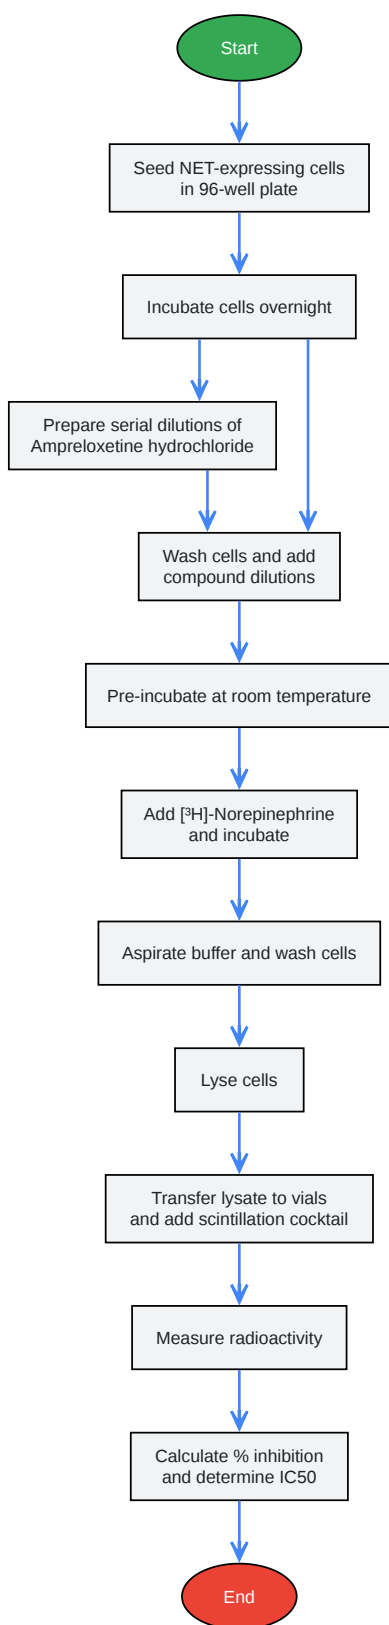 Start
Seed NET-expressing cells
in 96-well plate
Incubate cells overnight
Prepare serial dilutions of
Ampreloxetine hydrochloride
Wash cells and add
compound dilutions
Pre-incubate at room temperature
Add [³H]-Norepinephrine
and incubate
Aspirate buffer and wash cells
Lyse cells
Transfer lysate to vials
and add scintillation cocktail
Measure radioactivity
Calculate % inhibition
and determine IC50
End